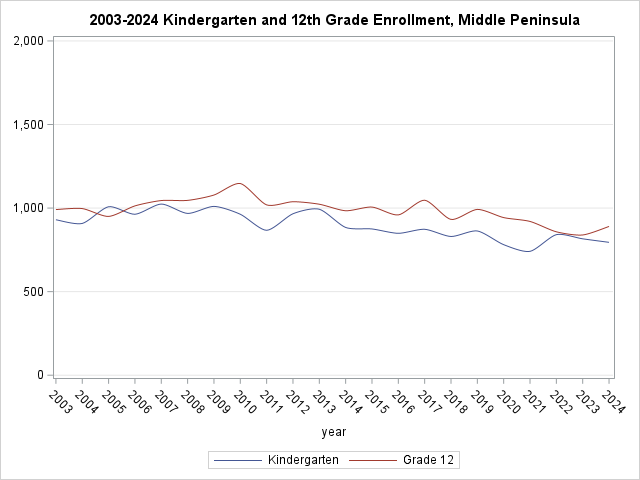 2003-2024 Kindergarten and 12th Grade Enrollment, Middle Peninsula
2,000
1,500
1,000
500
0
2003 2004 2005 2006 2007 2008 2009 2010 2011 2012 2013 2014 2015 2016 2017 2018 2019 2020 2021 2022 2023 2024
year
Kindergarten Grade 12